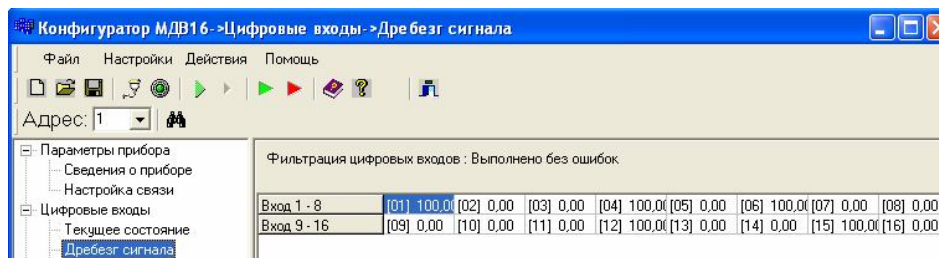 Конфигуратор МДВ16->Цифровые входы->Дребезг сигнала
Файл Настройки Действия Помощь
Адрес: 1
Параметры прибора
Сведения о приборе
Настройка связи
Цифровые входы
Текущее состояние
Дребезг сигнала
Фильтрация цифровых входов : Выполнено без ошибок
Вход 1 - 8 [01] 100,0 [02] 0,00 [03] 0,00 [04] 100,0 [05] 0,00 [06] 100,0 [07] 0,00 [08] 0,00
Вход 9 - 16 [09] 0,00 [10] 0,00 [11] 0,00 [12] 100,0 [13] 0,00 [14] 0,00 [15] 100,0 [16] 0,00